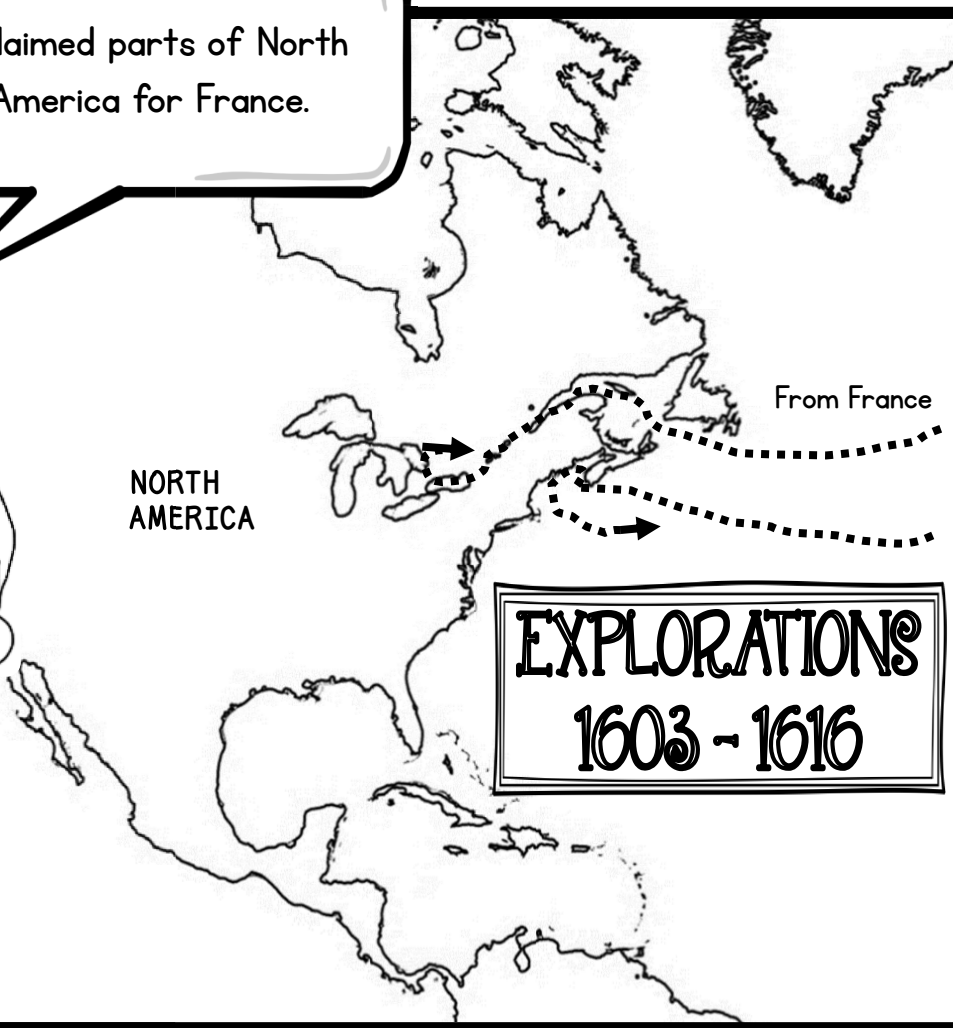 laimed parts of North
America for France.
From France
NORTH
AMERICA
EXPLORATIONS
1603 - 1616